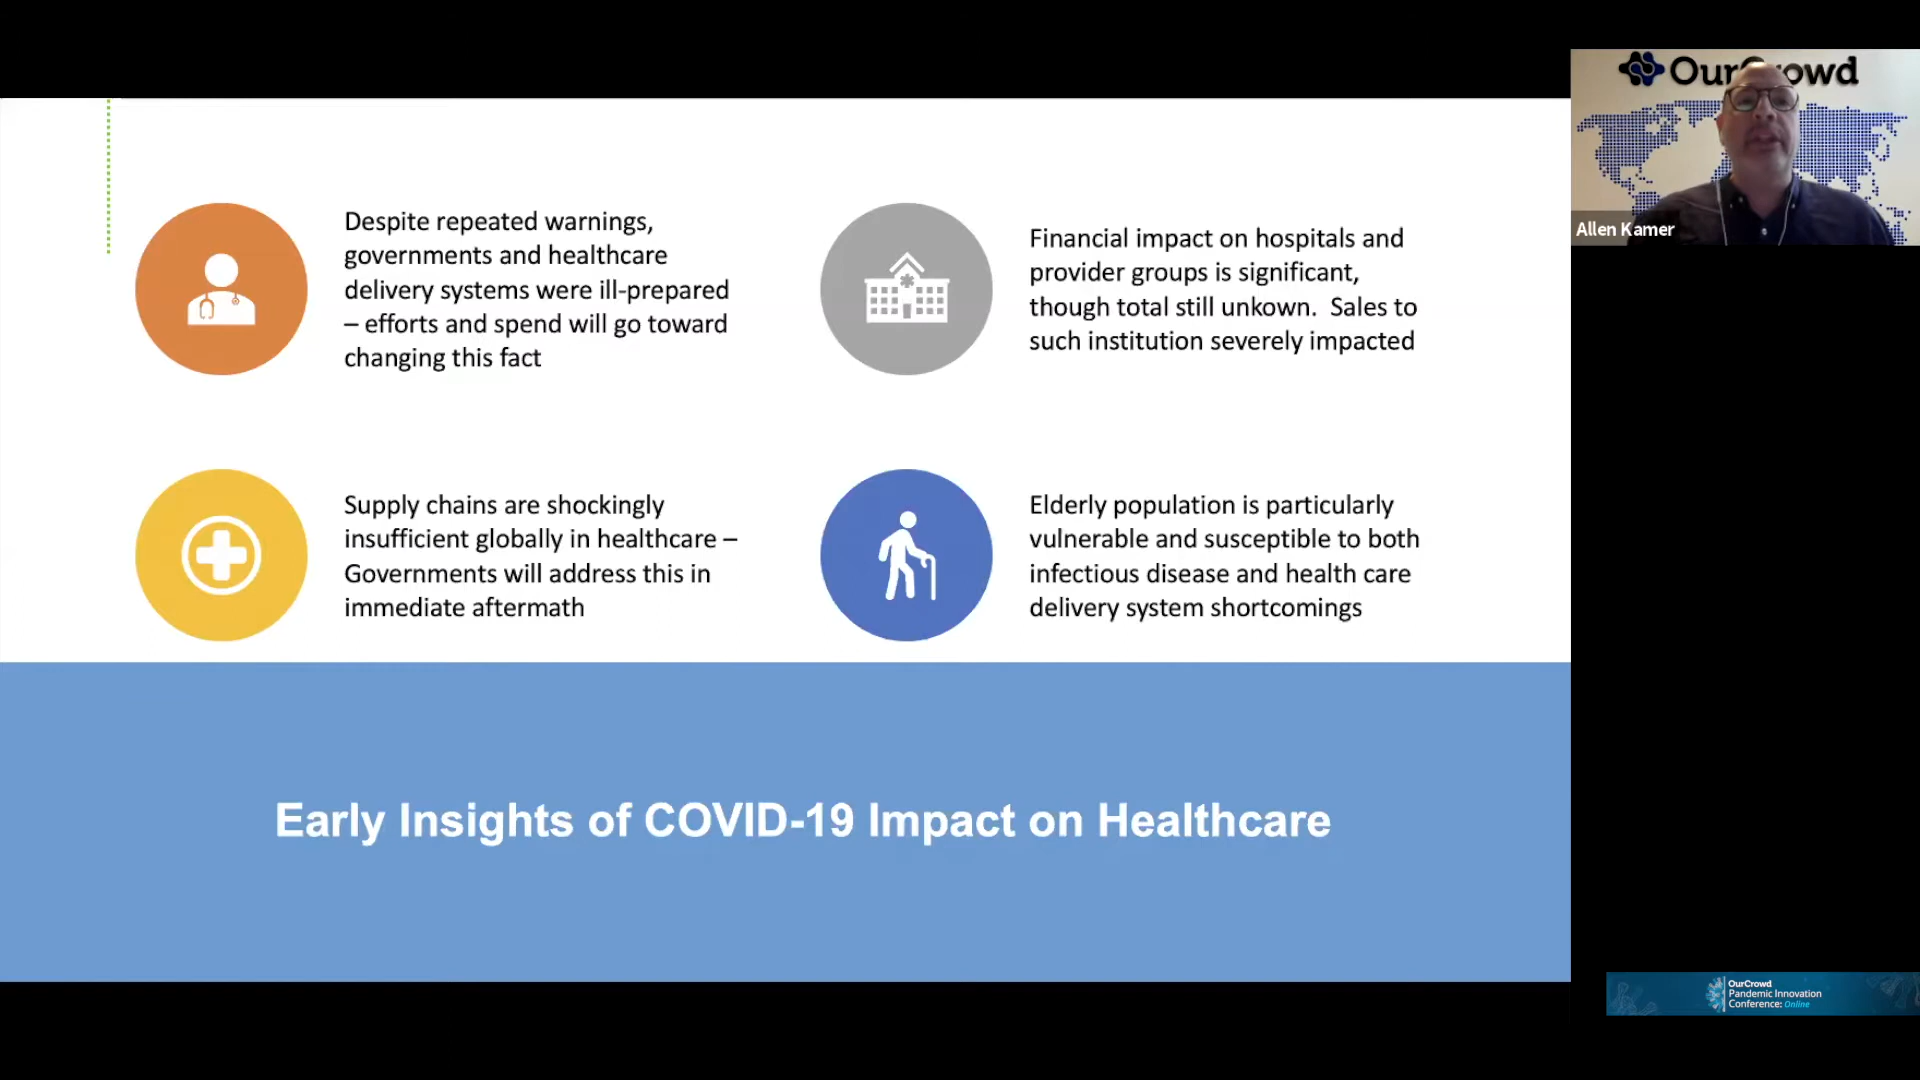 Despite repeated warnings,
governments and healthcare
delivery systems were ill-prepared
– efforts and spend will go toward
changing this fact
Financial impact on hospitals and
provider groups is significant,
though total still unkown.  Sales to
such institution severely impacted
Supply chains are shockingly
insufficient globally in healthcare –
Governments will address this in
immediate aftermath
Elderly population is particularly
vulnerable and susceptible to both
infectious disease and health care
delivery system shortcomings
Early Insights of COVID-19 Impact on Healthcare
OurCrowd
Allen Kamer
OurCrowd
Pandemic Innovation
Conference: Online